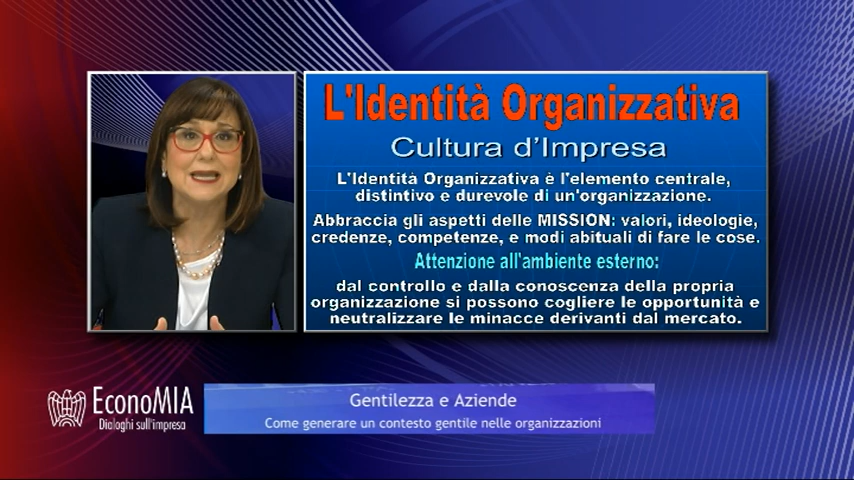 L'Identità Organizzativa
Cultura d'Impresa
L'Identità Organizzativa è l'elemento centrale,
distintivo e durevole di un'organizzazione.
Abbraccia gli aspetti delle MISSION: valori, ideologie,
credenze, competenze, e modi abituali di fare le cose.
Attenzione all'ambiente esterno:
dal controllo e dalla conoscenza della propria
organizzazione si possono cogliere le opportunità e
neutralizzare le minacce derivanti dal mercato.
EconoMIA
Dialoghi sull'impresa
Gentilezza e Aziende
Come generare un contesto gentile nelle organizzazioni